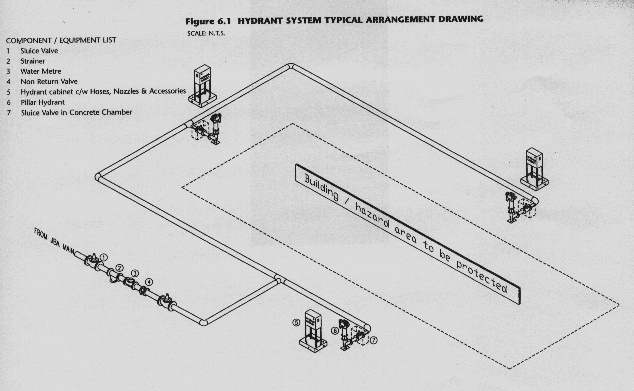 Figure 6.1 HYDRANT SYSTEM TYPICAL ARRANGEMENT DRAWING
SCALE: N.T.S.
COMPONENT / EQUIPMENT LIST
1 Sluice Valve
2 Strainer
3 Water Metre
4 Non Return Valve
5 Hydrant cabinet c/w Hoses, Nozzles & Accessories
6 Pillar Hydrant
7 Sluice Valve in Concrete Chamber
Building / hazard area to be protected
FROM JBA MAIN
1
2
3
4
5
6
7